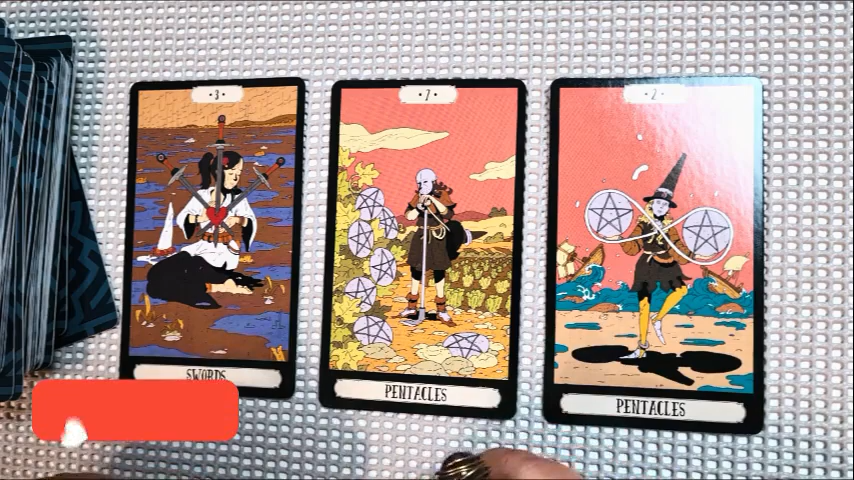 ·3·
·7·
·2·
SWORDS
PENTACLES
PENTACLES